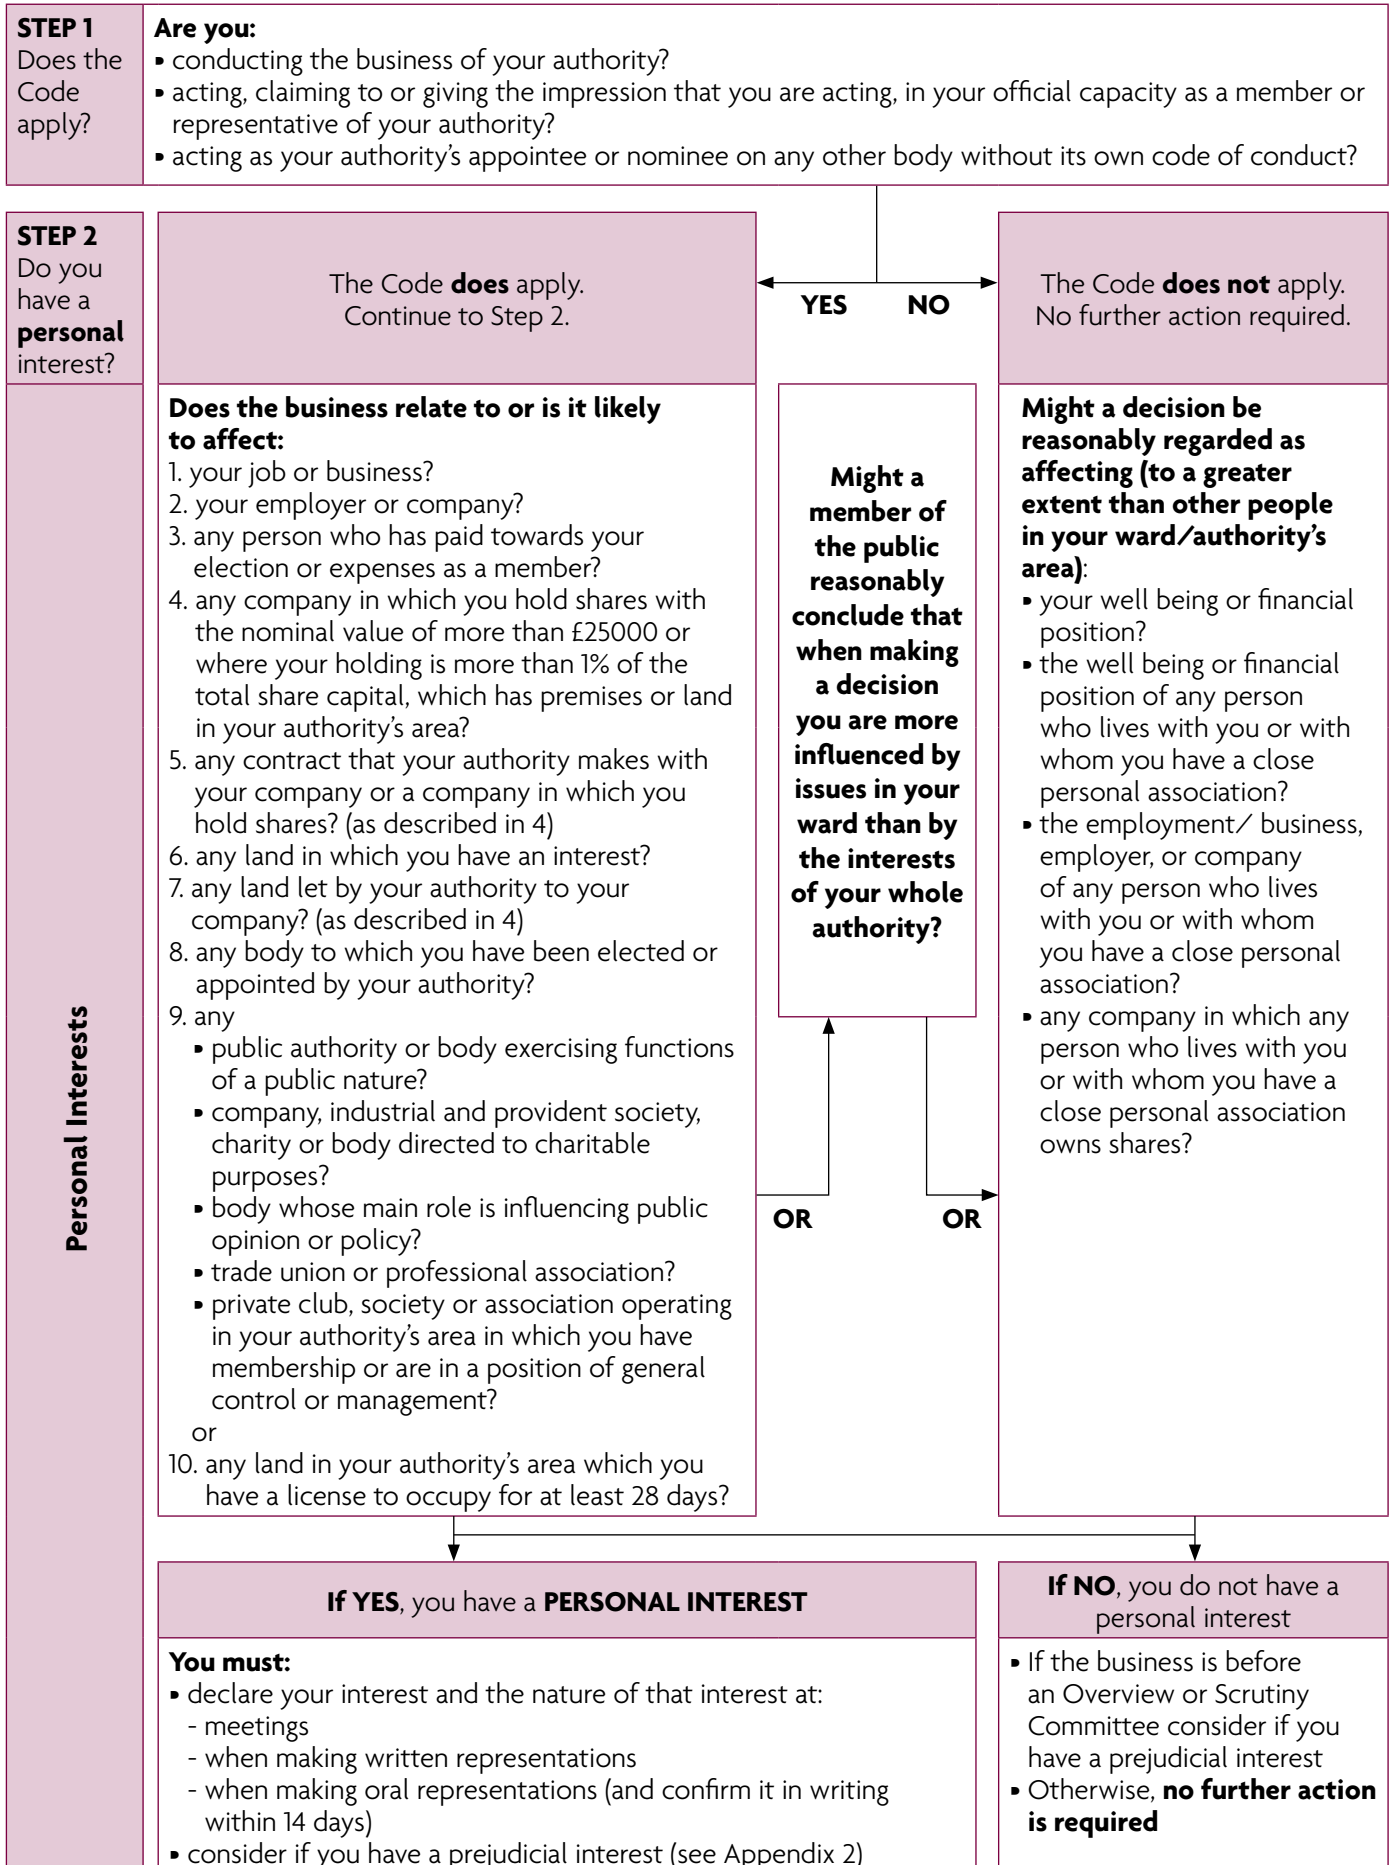 STEP 1
Does the
Code
apply?
Are you:
• conducting the business of your authority?
• acting, claiming to or giving the impression that you are acting, in your official capacity as a member or
representative of your authority?
• acting as your authority’s appointee or nominee on any other body without its own code of conduct?
STEP 2
Do you
have a
personal
interest?
The Code does apply.
Continue to Step 2.
YES
NO
The Code does not apply.
No further action required.
Personal Interests
Does the business relate to or is it likely
to affect:
1. your job or business?
2. your employer or company?
3. any person who has paid towards your
election or expenses as a member?
4. any company in which you hold shares with
the nominal value of more than £25000 or
where your holding is more than 1% of the
total share capital, which has premises or land
in your authority’s area?
5. any contract that your authority makes with
your company or a company in which you
hold shares? (as described in 4)
6. any land in which you have an interest?
7. any land let by your authority to your
company? (as described in 4)
8. any body to which you have been elected or
appointed by your authority?
9. any
• public authority or body exercising functions
of a public nature?
• company, industrial and provident society,
charity or body directed to charitable
purposes?
• body whose main role is influencing public
opinion or policy?
• trade union or professional association?
• private club, society or association operating
in your authority’s area in which you have
membership or are in a position of general
control or management?
or
10. any land in your authority’s area which you
have a license to occupy for at least 28 days?
OR
Might a
member of
the public
reasonably
conclude that
when making
a decision
you are more
influenced by
issues in your
ward than by
the interests
of your whole
authority?
OR
Might a decision be
reasonably regarded as
affecting (to a greater
extent than other people
in your ward/authority’s
area):
• your well being or financial
position?
• the well being or financial
position of any person
who lives with you or with
whom you have a close
personal association?
• the employment/ business,
employer, or company
of any person who lives
with you or with whom
you have a close personal
association?
• any company in which any
person who lives with you
or with whom you have a
close personal association
owns shares?
If YES, you have a PERSONAL INTEREST
You must:
• declare your interest and the nature of that interest at:
- meetings
- when making written representations
- when making oral representations (and confirm it in writing
within 14 days)
• consider if you have a prejudicial interest (see Appendix 2)
If NO, you do not have a
personal interest
• If the business is before
an Overview or Scrutiny
Committee consider if you
have a prejudicial interest
• Otherwise, no further action
is required